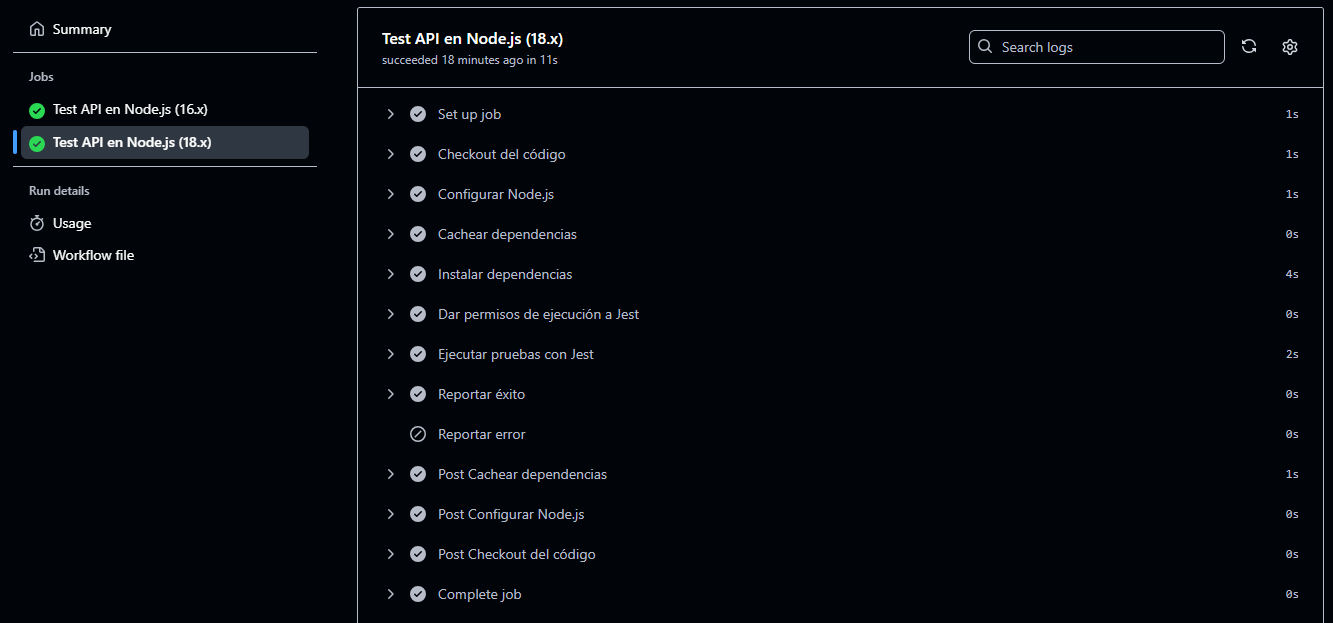 Summary
Jobs
Test API en Node.js (16.x)
Test API en Node.js (18.x)
Run details
Usage
Workflow file
Test API en Node.js (18.x)
succeeded 18 minutes ago in 11s
Search logs
Set up job 1s
Checkout del código 1s
Configurar Node.js 1s
Cachear dependencias 0s
Instalar dependencias 4s
Dar permisos de ejecución a Jest 0s
Ejecutar pruebas con Jest 2s
Reportar éxito 0s
Reportar error 0s
Post Cachear dependencias 1s
Post Configurar Node.js 0s
Post Checkout del código 0s
Complete job 0s